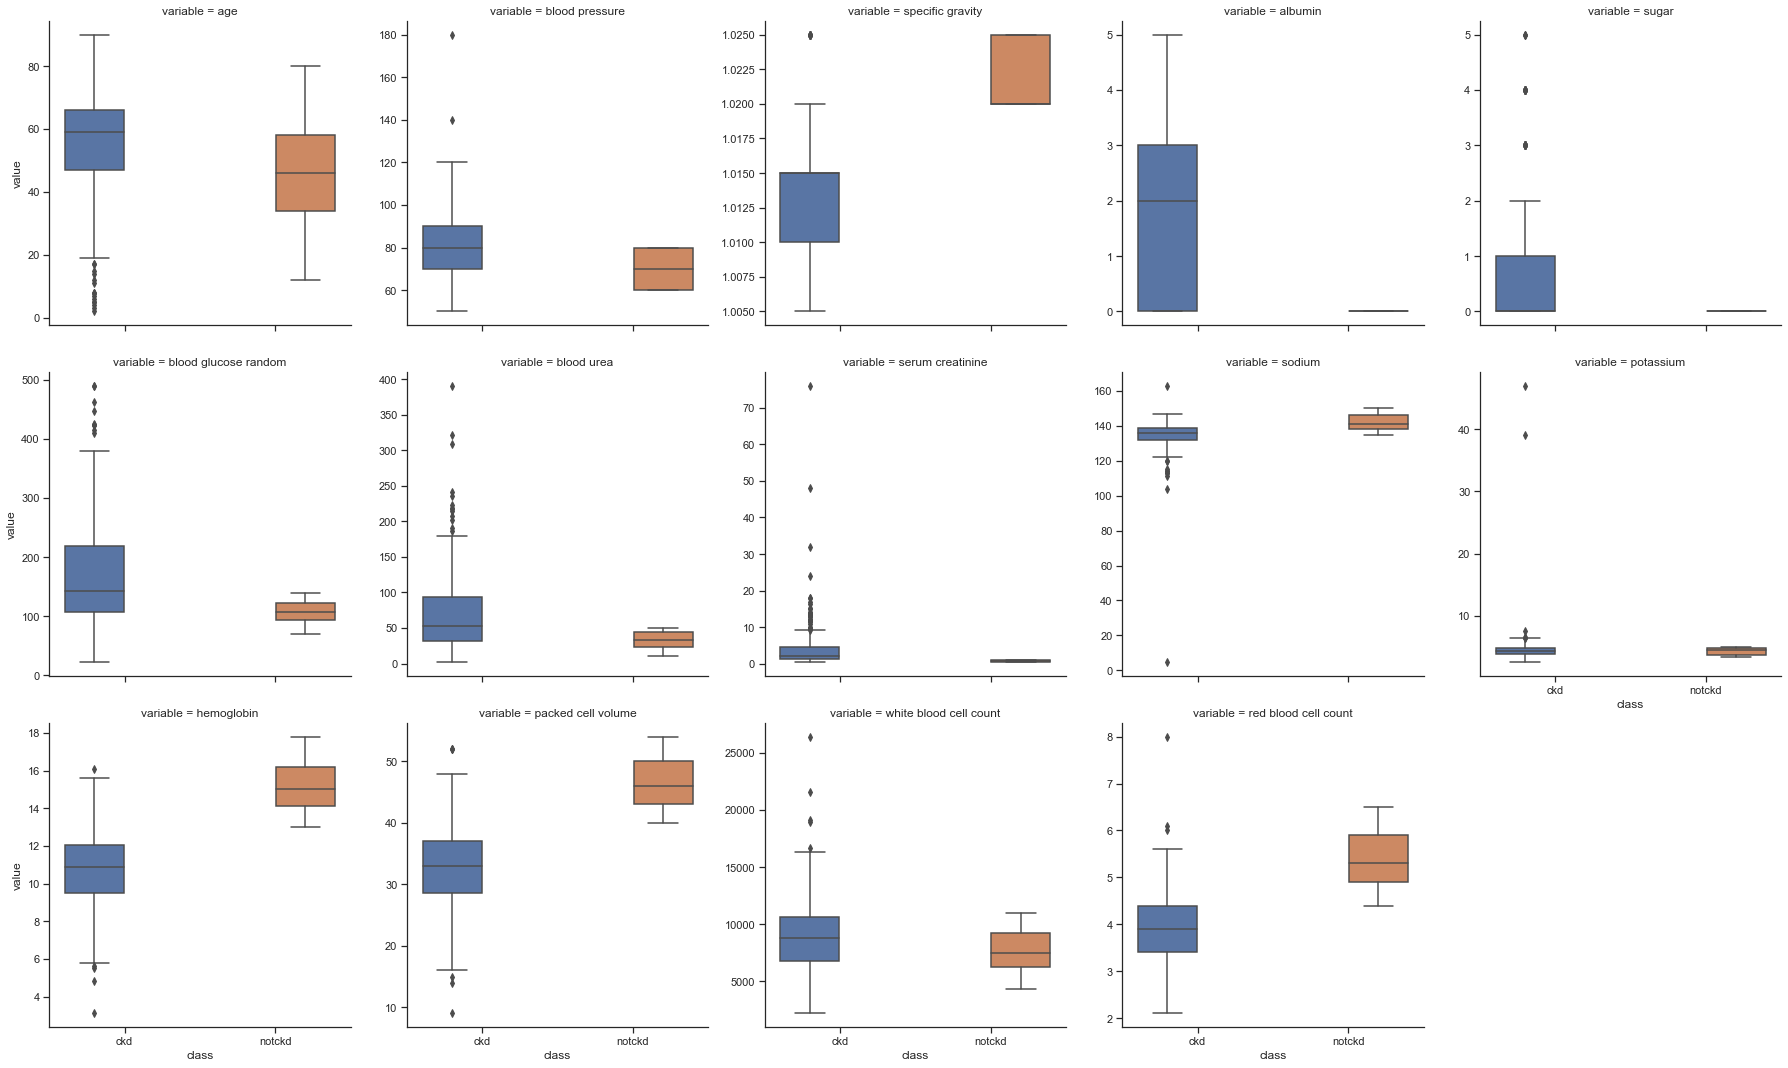 variable = age
variable = blood pressure
variable = specific gravity
variable = albumin
variable = sugar
value
80
60
40
20
0
180
160
140
120
100
80
60
1.0250
1.0225
1.0200
1.0175
1.0150
1.0125
1.0100
1.0075
1.0050
5
4
3
2
1
0
5
4
3
2
1
0
variable = blood glucose random
variable = blood urea
variable = serum creatinine
variable = sodium
variable = potassium
value
500
400
300
200
100
0
400
350
300
250
200
150
100
50
0
70
60
50
40
30
20
10
0
160
140
120
100
80
60
40
20
0
40
30
20
10
ckd
notckd
class
variable = hemoglobin
variable = packed cell volume
variable = white blood cell count
variable = red blood cell count
value
18
16
14
12
10
8
6
4
ckd
notckd
class
50
40
30
20
10
ckd
notckd
class
25000
20000
15000
10000
5000
ckd
notckd
class
8
7
6
5
4
3
2
ckd
notckd
class